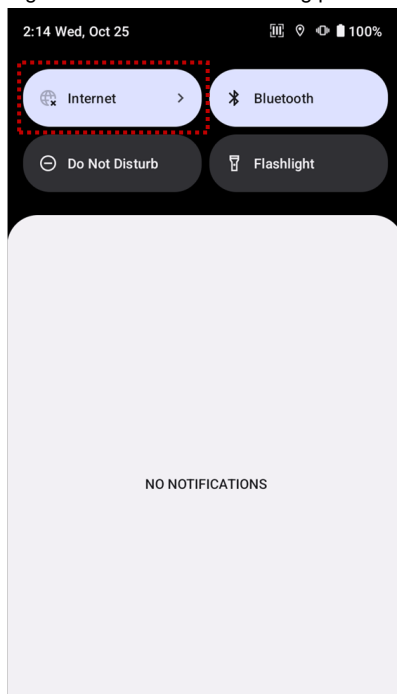 2:14 Wed, Oct 25 100%
Internet Bluetooth
Do Not Disturb Flashlight
NO NOTIFICATIONS